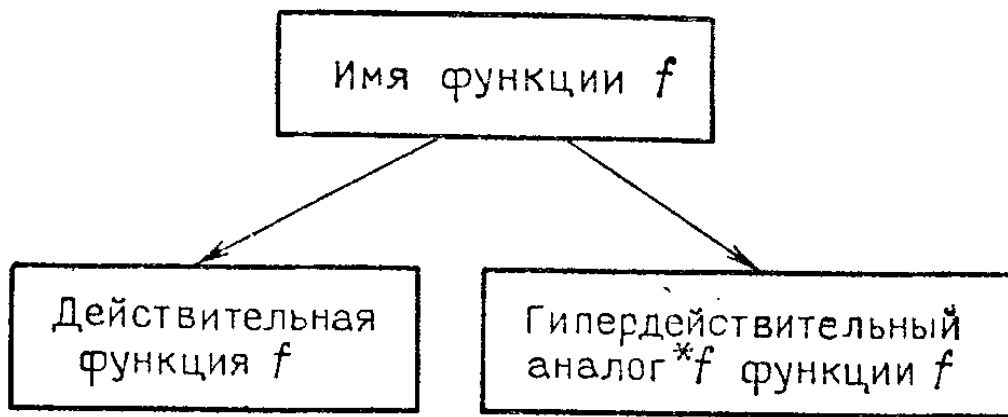 Имя функции f
Действительная
функция f
Гипердействительный
аналог *f функции f